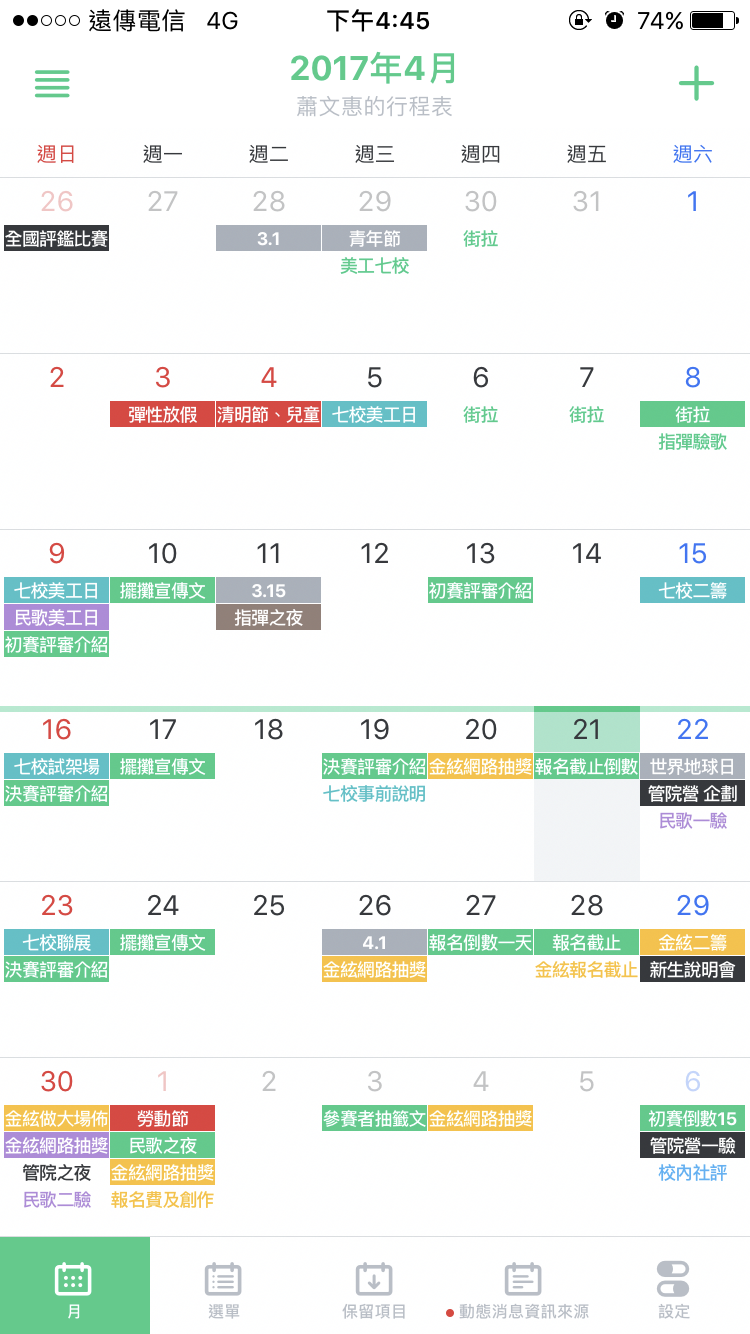 遠傳電信 4G 下午4:45 74%
2017年4月
蕭文惠的行程表
週日 週一 週二 週三 週四 週五 週六
26 27 28 29 30 31 1
全國評鑑比賽 3.1 青年節 街拉
美工七校
2 3 4 5 6 7 8
彈性放假 清明節、兒童 七校美工日 街拉 街拉 街拉
指彈驗歌
9 10 11 12 13 14 15
七校美工日 擺攤宣傳文 3.15 初賽評審介紹 七校二籌
民歌美工日 指彈之夜
初賽評審介紹
16 17 18 19 20 21 22
七校試架場 擺攤宣傳文 決賽評審介紹 金絃網路抽獎 報名截止倒數 世界地球日
決賽評審介紹 七校事前說明 管院營 企劃
民歌一驗
23 24 25 26 27 28 29
七校聯展 擺攤宣傳文 4.1 報名倒數一天 報名截止 金絃二籌
決賽評審介紹 金絃網路抽獎 金絃報名截止 新生說明會
30 1 2 3 4 5 6
金絃做大場佈 勞動節 參賽者抽籤文 金絃網路抽獎 初賽倒數15
金絃網路抽獎 民歌之夜 管院營一驗
管院之夜 金絃網路抽獎 校內社評
民歌二驗 報名費及創作
月 選單 保留項目 動態消息資訊來源 設定